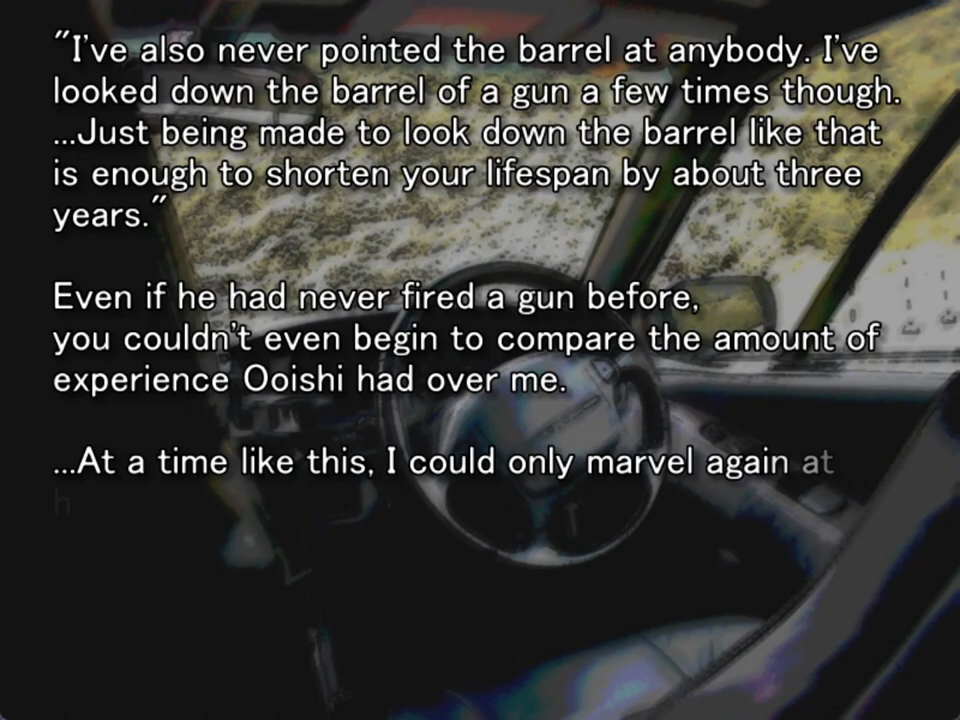 "I've also never pointed the barrel at anybody. I've
looked down the barrel of a gun a few times though.
...Just being made to look down the barrel like that
is enough to shorten your lifespan by about three
years."
Even if he had never fired a gun before,
you couldn't even begin to compare the amount of
experience Ooishi had over me.
...At a time like this, I could only marvel again at
h